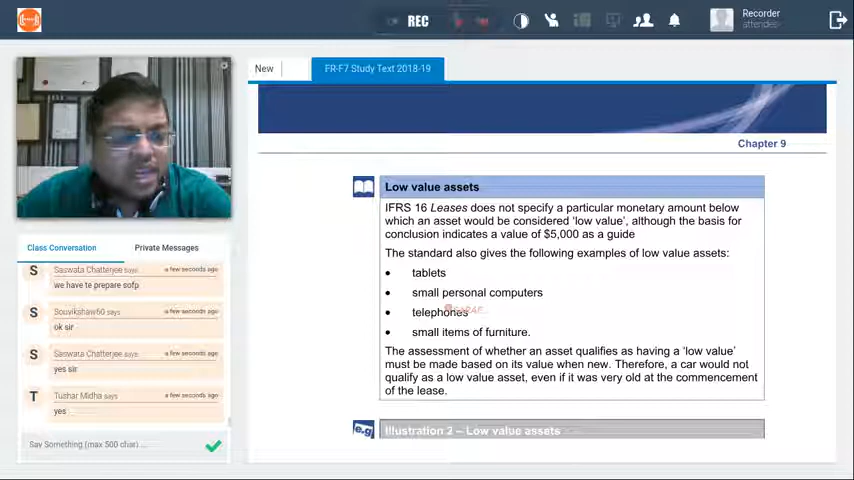 REC
Recorder
attendee
New
FR-F7 Study Text 2018-19
Chapter 9
Low value assets
IFRS 16 Leases does not specify a particular monetary amount below
which an asset would be considered 'low value', although the basis for
conclusion indicates a value of $5,000 as a guide
The standard also gives the following examples of low value assets:
• tablets
• small personal computers
• telephones
• small items of furniture.
The assessment of whether an asset qualifies as having a 'low value'
must be made based on its value when new. Therefore, a car would not
qualify as a low value asset, even if it was very old at the commencement
of the lease.
e.g Illustration 2 – Low value assets
Class Conversation Private Messages
S Saswata Chatterjee says a few seconds ago
we have te prepare sofp
S Souvikshaw60 says a few seconds ago
ok sir
S Saswata Chatterjee says a few seconds ago
yes sir
T Tushar Midha says a few seconds ago
yes
Say Something (max 500 char) ...